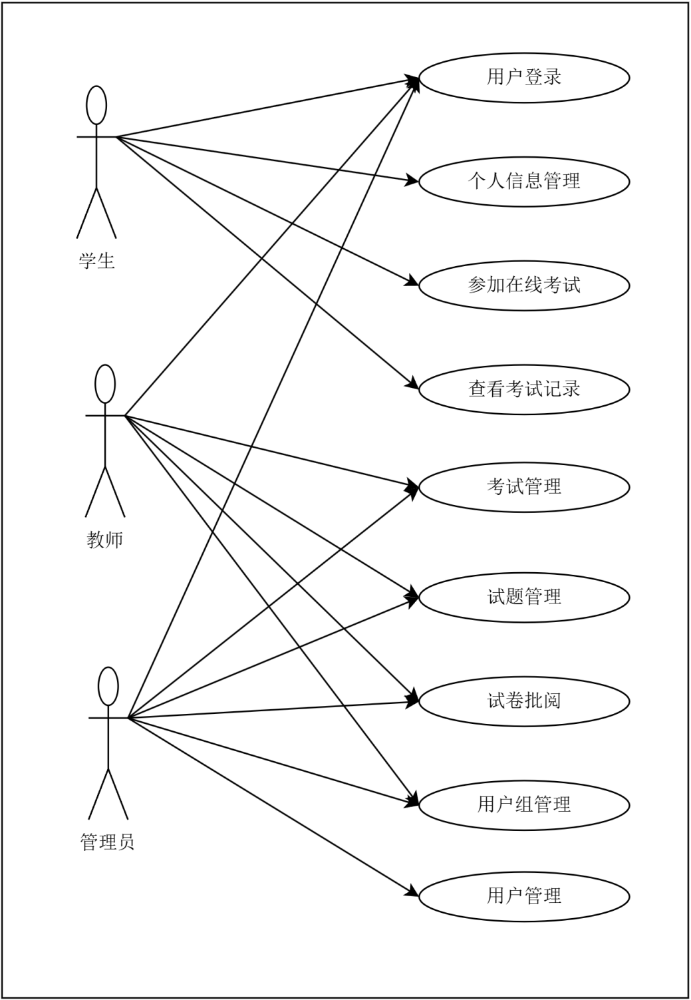 用户登录
个人信息管理
学生
参加在线考试
查看考试记录
考试管理
教师
试题管理
试卷批阅
用户组管理
管理员
用户管理